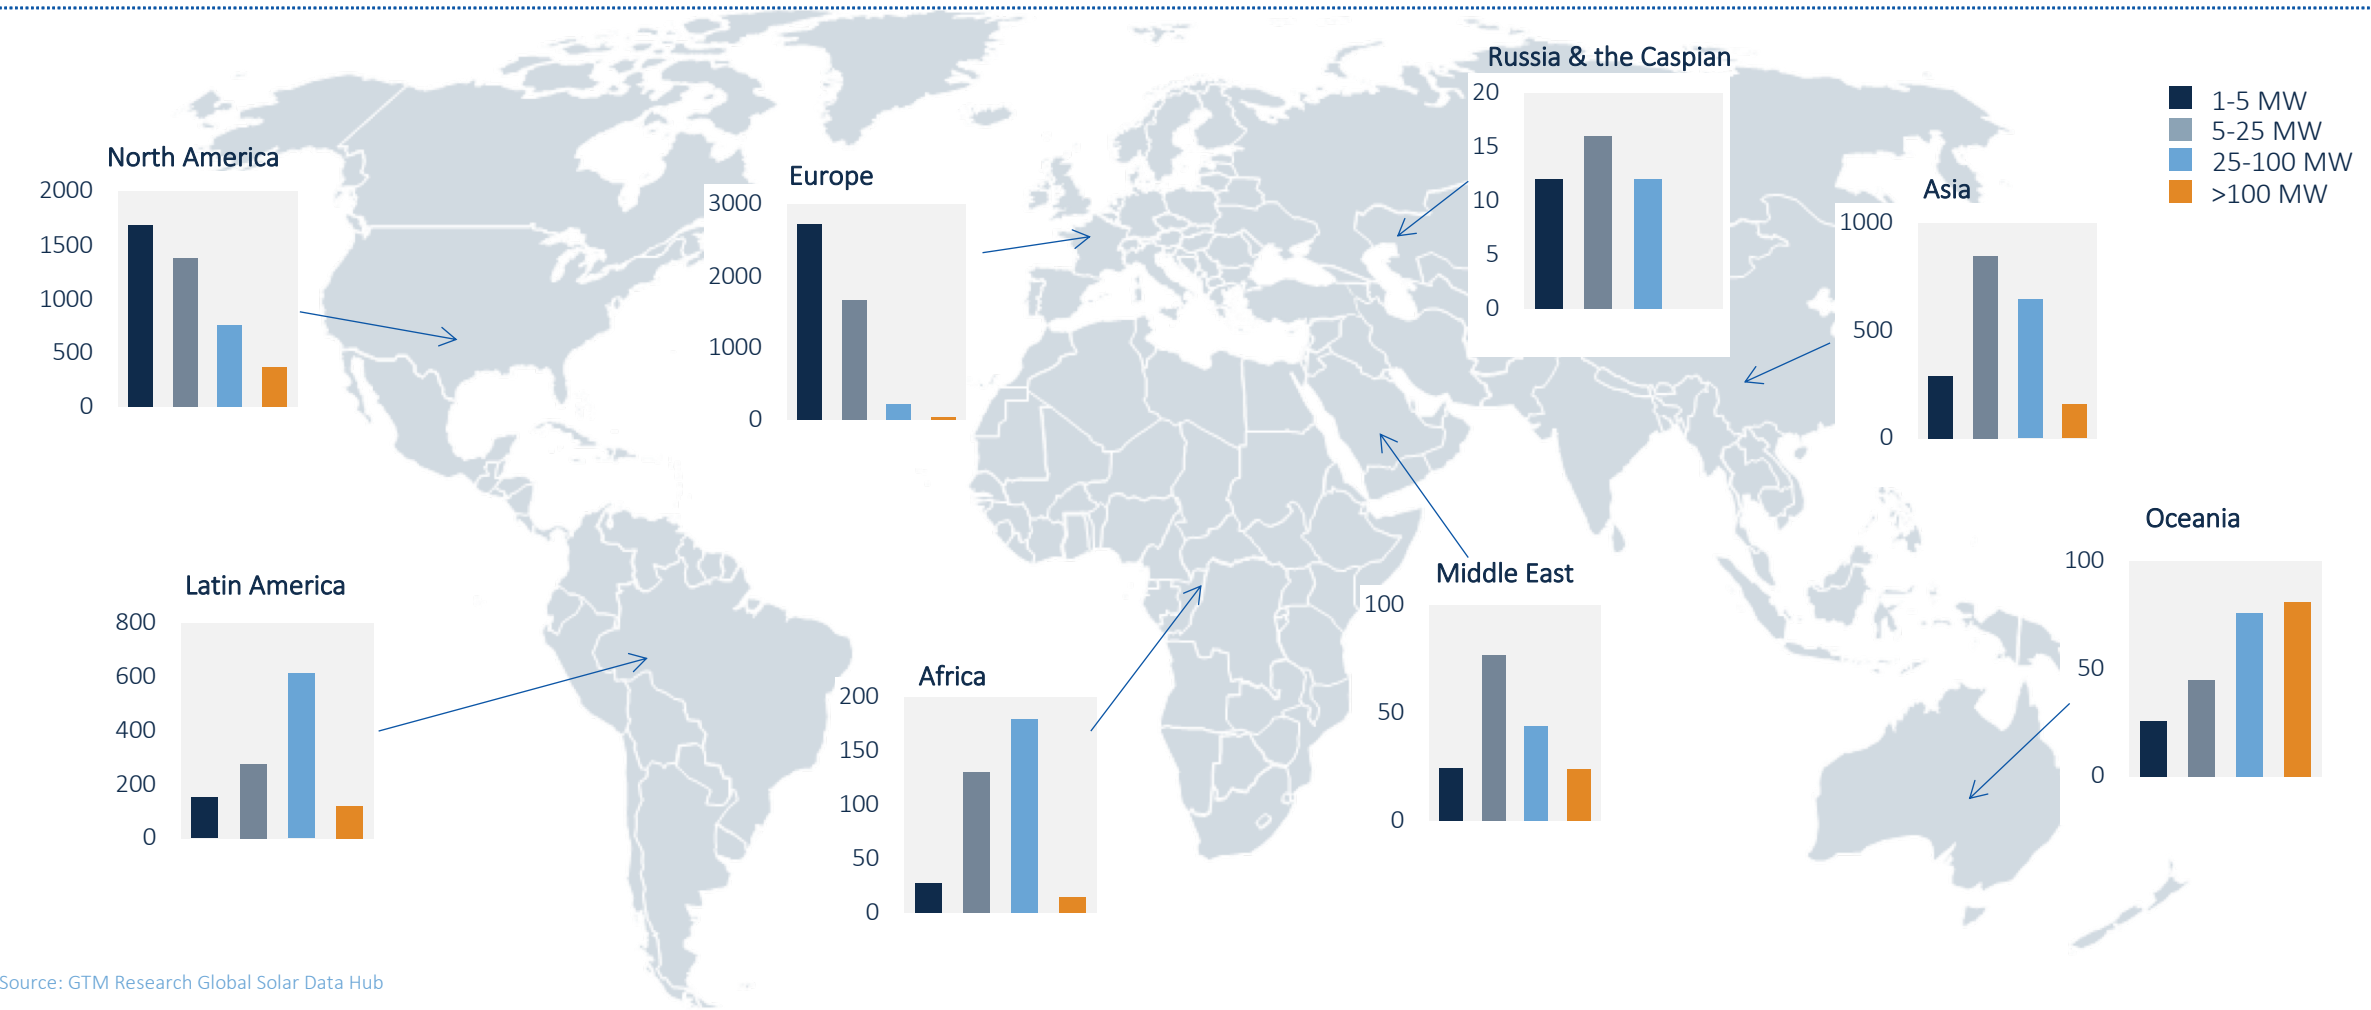 Russia & the Caspian
20
15
10
5
0
1-5 MW
5-25 MW
25-100 MW
>100 MW
North America
2000
1500
1000
500
0
Europe
3000
2000
1000
0
Asia
1000
500
0
Oceania
100
50
0
Middle East
100
50
0
Latin America
800
600
400
200
0
Africa
200
150
100
50
0
Source: GTM Research Global Solar Data Hub